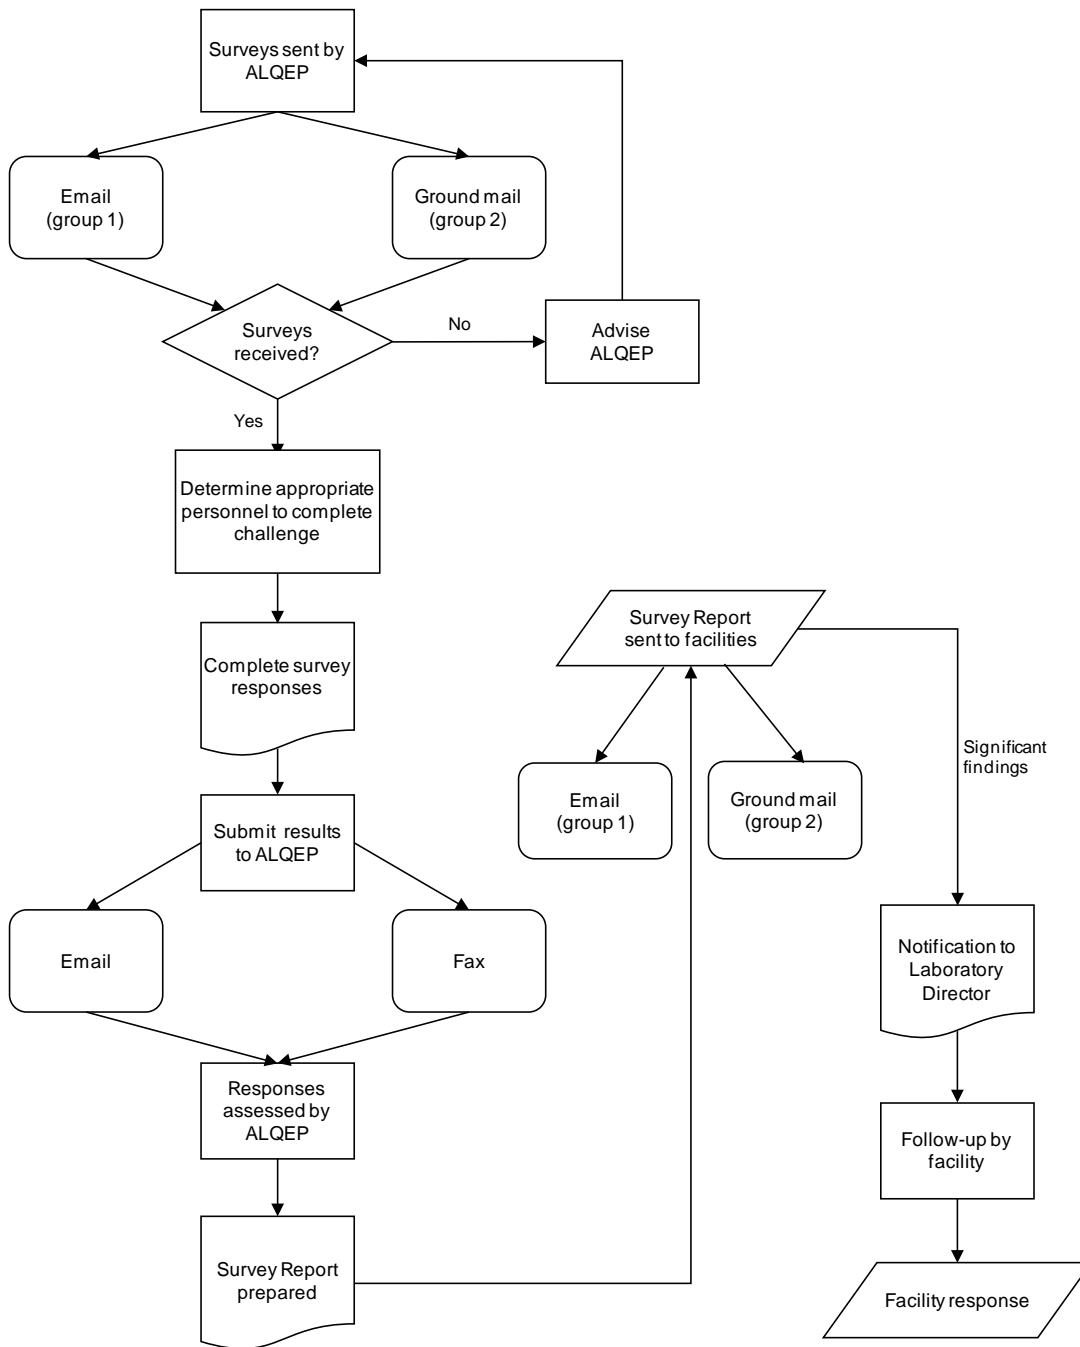 Surveys sent by
ALQEP
Email
(group 1)
Ground mail
(group 2)
Surveys
received?
No
Advise
ALQEP
Yes
Determine appropriate
personnel to complete
challenge
Complete survey
responses
Submit results
to ALQEP
Email
Fax
Responses
assessed by
ALQEP
Survey Report
prepared
Survey Report
sent to facilities
Email
(group 1)
Ground mail
(group 2)
Significant
findings
Notification to
Laboratory
Director
Follow-up by
facility
Facility response